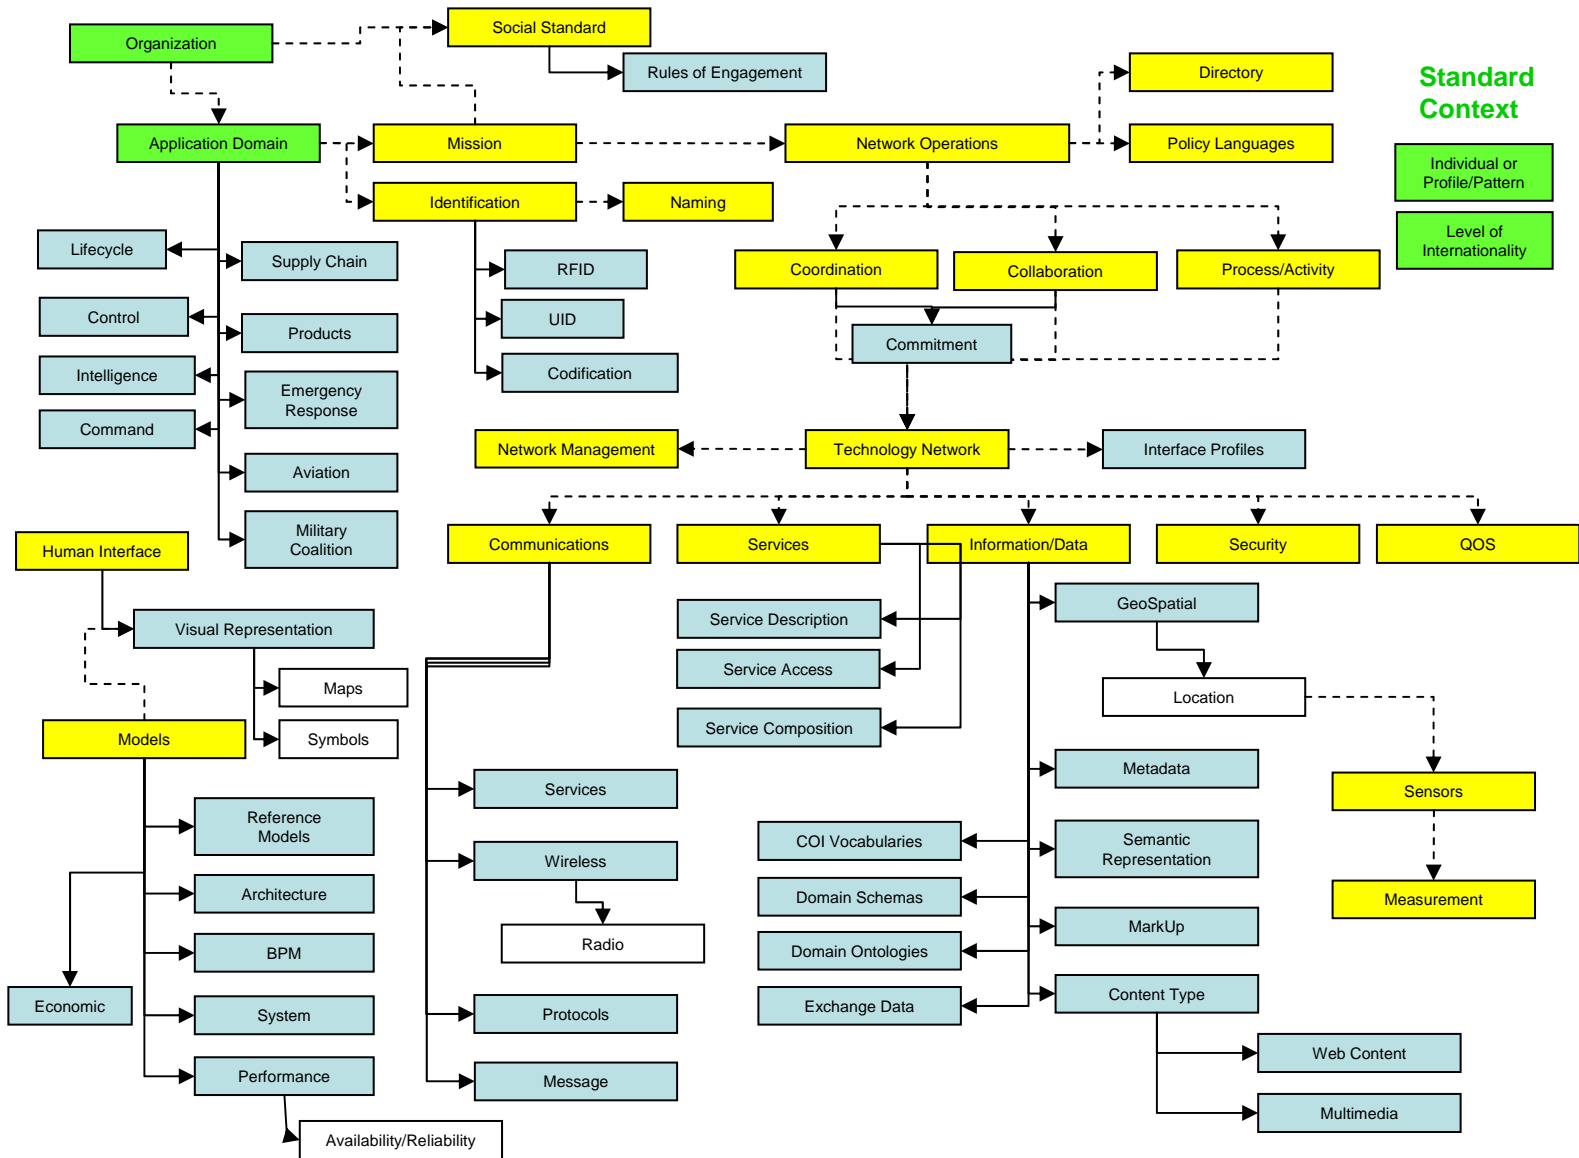 Organization
Social Standard
Rules of Engagement
Directory
Standard
Context
Application Domain
Mission
Network Operations
Policy Languages
Individual or
Profile/Pattern
Identification
Naming
Level of
Internationality
Lifecycle
Supply Chain
RFID
Coordination
Collaboration
Process/Activity
Control
Products
UID
Commitment
Intelligence
Emergency
Response
Codification
Command
Network Management
Technology Network
Interface Profiles
Aviation
Military
Coalition
Human Interface
Communications
Services
Information/Data
Security
QOS
Visual Representation
Service Description
GeoSpatial
Maps
Service Access
Location
Models
Symbols
Service Composition
Metadata
Sensors
Services
Reference
Models
COI Vocabularies
Semantic
Representation
Wireless
Architecture
Domain Schemas
Measurement
MarkUp
BPM
Radio
Domain Ontologies
Economic
System
Protocols
Exchange Data
Content Type
Web Content
Performance
Message
Multimedia
Availability/Reliability